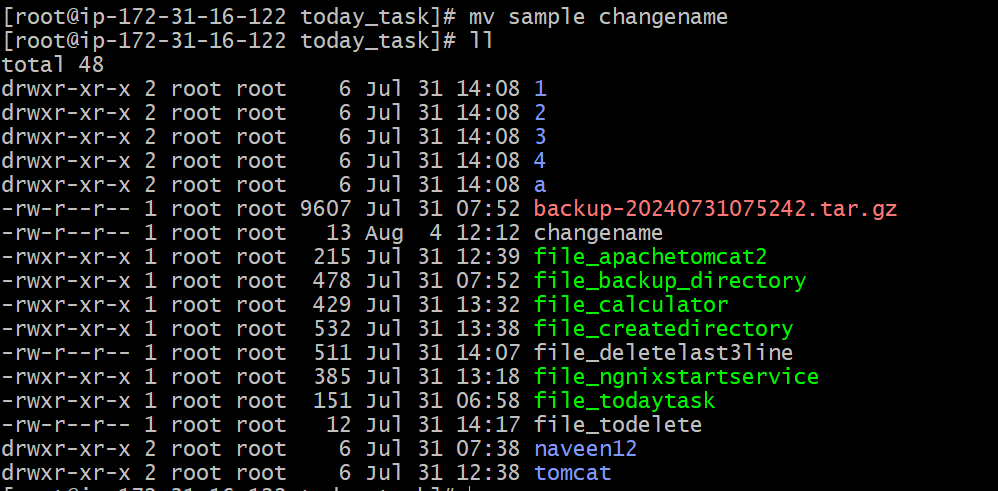 [root@ip-172-31-16-122 today_task]# mv sample changename
[root@ip-172-31-16-122 today_task]# ll
total 48
drwxr-xr-x 2 root root    6 Jul 31 14:08 1
drwxr-xr-x 2 root root    6 Jul 31 14:08 2
drwxr-xr-x 2 root root    6 Jul 31 14:08 3
drwxr-xr-x 2 root root    6 Jul 31 14:08 4
drwxr-xr-x 2 root root    6 Jul 31 14:08 a
-rw-r--r-- 1 root root 9607 Jul 31 07:52 backup-20240731075242.tar.gz
-rw-r--r-- 1 root root   13 Aug  4 12:12 changename
-rwxr-xr-x 1 root root  215 Jul 31 12:39 file_apachetomcat2
-rwxr-xr-x 1 root root  478 Jul 31 07:52 file_backup_directory
-rwxr-xr-x 1 root root  429 Jul 31 13:32 file_calculator
-rwxr-xr-x 1 root root  532 Jul 31 13:38 file_createdirectory
-rw-r--r-- 1 root root  511 Jul 31 14:07 file_deletelast3line
-rwxr-xr-x 1 root root  385 Jul 31 13:18 file_ngnixstartservice
-rwxr-xr-x 1 root root  151 Jul 31 06:58 file_todaytask
-rw-r--r-- 1 root root   12 Jul 31 14:17 file_todelete
drwxr-xr-x 2 root root    6 Jul 31 07:38 naveen12
drwxr-xr-x 2 root root    6 Jul 31 12:38 tomcat
[root@ip-172-31-16-122 today_task]#